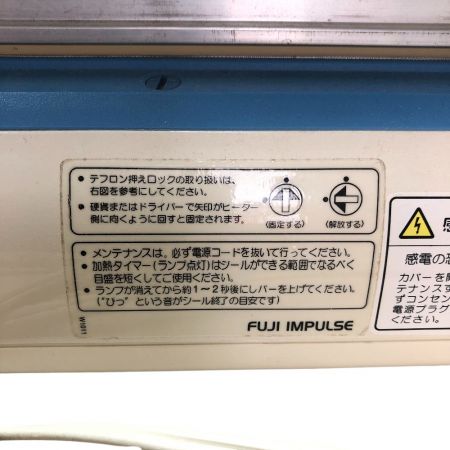 • テフロン押えロックの取り扱いは、
右図を参考にしてください。
• 硬貨またはドライバーで矢印がヒーター
側に向くように回すと固定されます。
(固定する)
(解放する)
• メンテナンスは、必ず電源コードを抜いて行ってください。
• 加熱タイマー(ランプ点灯)はシールができる範囲でなるべく
目盛を短くしてご使用ください。
• ランプが消えてから約1~2秒後にレバーを上げてください。
("ぴっ"という音がシール終了の目安です)
W1011
FUJI IMPULSE
感電の
カバーを
テナンス
ずコンセン
電源プラグ
ください。